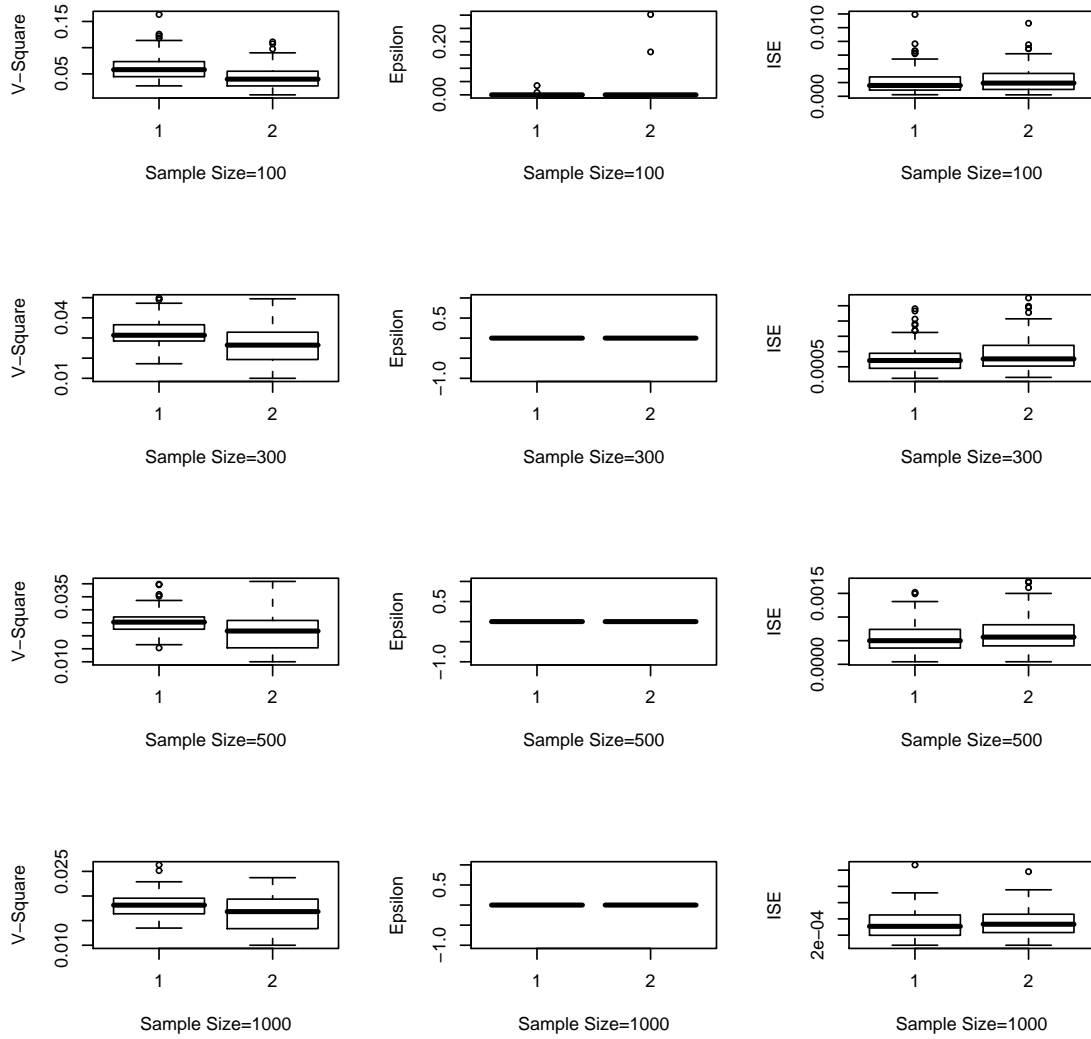 V−Square
0.05
0.15
1
2
Sample Size=100
Epsilon
0.00
0.20
1
2
Sample Size=100
ISE
0.000
0.010
1
2
Sample Size=100
V−Square
0.01
0.04
1
2
Sample Size=300
Epsilon
−1.0
0.5
1
2
Sample Size=300
ISE
0.0005
1
2
Sample Size=300
V−Square
0.010
0.035
1
2
Sample Size=500
Epsilon
−1.0
0.5
1
2
Sample Size=500
ISE
0.0000
0.0015
1
2
Sample Size=500
V−Square
0.010
0.025
1
2
Sample Size=1000
Epsilon
−1.0
0.5
1
2
Sample Size=1000
ISE
2e−04
1
2
Sample Size=1000